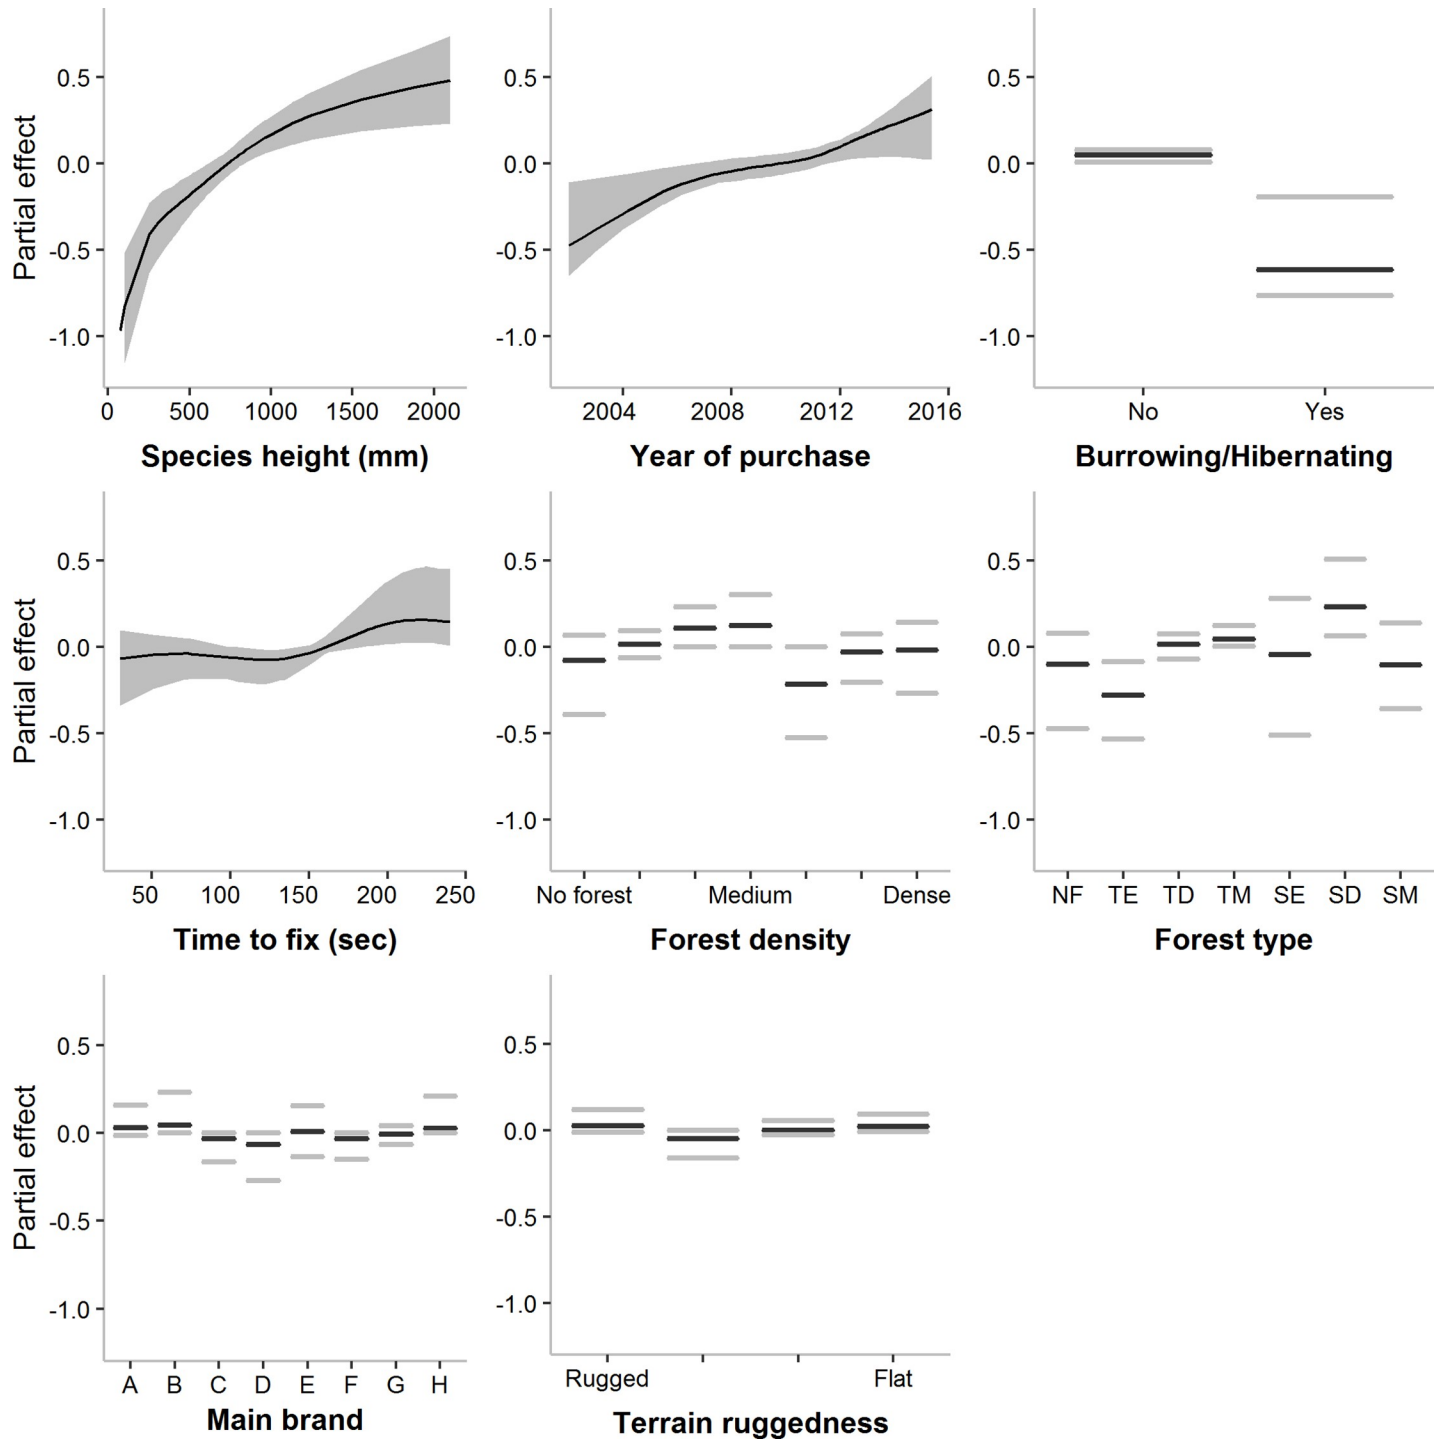 Partial effect
0.5
0.0
-0.5
-1.0
0 500 1000 1500 2000
Species height (mm)
0.5
0.0
-0.5
-1.0
2004 2008 2012 2016
Year of purchase
0.5
0.0
-0.5
-1.0
No Yes
Burrowing/Hibernating
Partial effect
0.5
0.0
-0.5
-1.0
50 100 150 200 250
Time to fix (sec)
0.5
0.0
-0.5
-1.0
No forest Medium Dense
Forest density
0.5
0.0
-0.5
-1.0
NF TE TD TM SE SD SM
Forest type
Partial effect
0.5
0.0
-0.5
-1.0
A B C D E F G H
Main brand
0.5
0.0
-0.5
-1.0
Rugged Flat
Terrain ruggedness